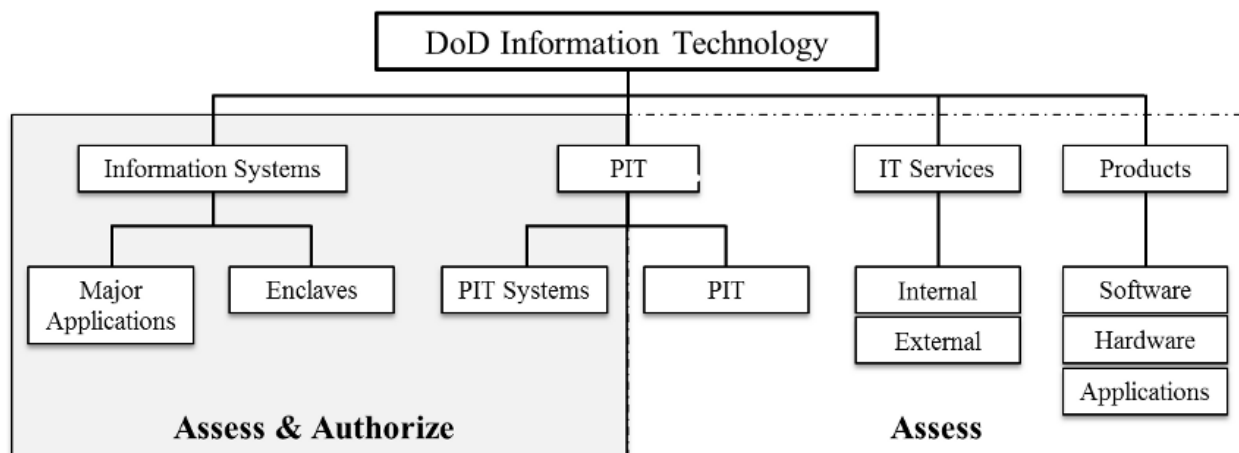 DoD Information Technology
Information Systems
PIT
IT Services
Products
Major
Applications
Enclaves
PIT Systems
PIT
Internal
External
Software
Hardware
Applications
Assess & Authorize
Assess